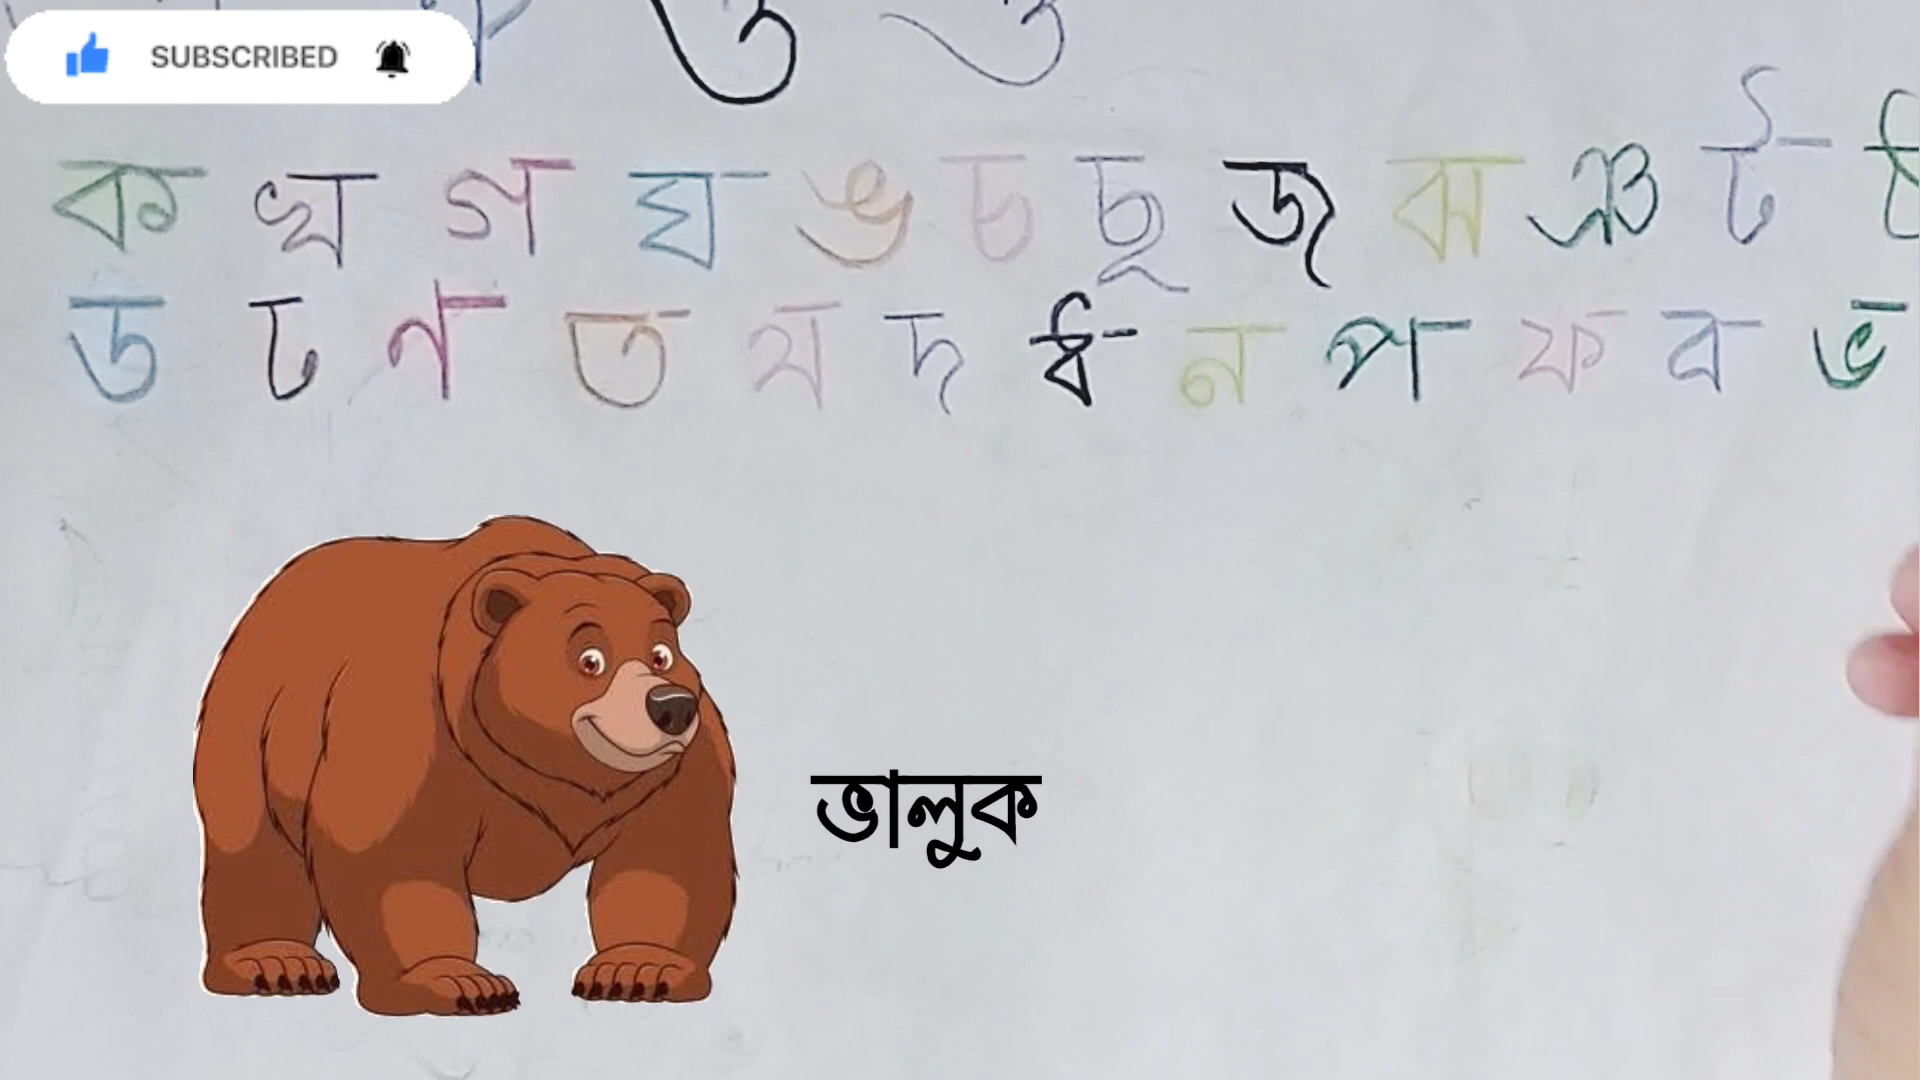 SUBSCRIBED
ক খ গ ঘ ঙ চ ছ জ ঝ ঞ ট ঠ
ড ঢ ণ ত থ দ ধ ন প ফ ব ভ
ভালুক